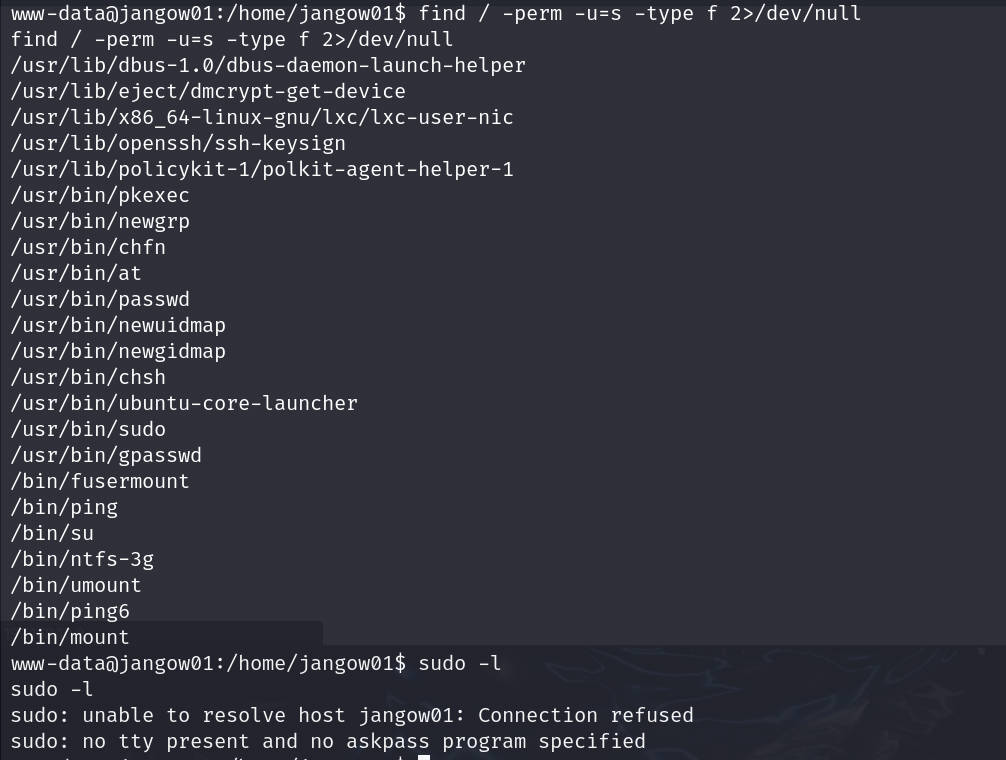 www-data@jangow01:/home/jangow01$ find / -perm -u=s -type f 2>/dev/null
find / -perm -u=s -type f 2>/dev/null
/usr/lib/dbus-1.0/dbus-daemon-launch-helper
/usr/lib/eject/dmcrypt-get-device
/usr/lib/x86_64-linux-gnu/lxc/lxc-user-nic
/usr/lib/openssh/ssh-keysign
/usr/lib/policykit-1/polkit-agent-helper-1
/usr/bin/pkexec
/usr/bin/newgrp
/usr/bin/chfn
/usr/bin/at
/usr/bin/passwd
/usr/bin/newuidmap
/usr/bin/newgidmap
/usr/bin/chsh
/usr/bin/ubuntu-core-launcher
/usr/bin/sudo
/usr/bin/gpasswd
/bin/fusermount
/bin/ping
/bin/su
/bin/ntfs-3g
/bin/umount
/bin/ping6
/bin/mount
www-data@jangow01:/home/jangow01$ sudo -l
sudo -l
sudo: unable to resolve host jangow01: Connection refused
sudo: no tty present and no askpass program specified